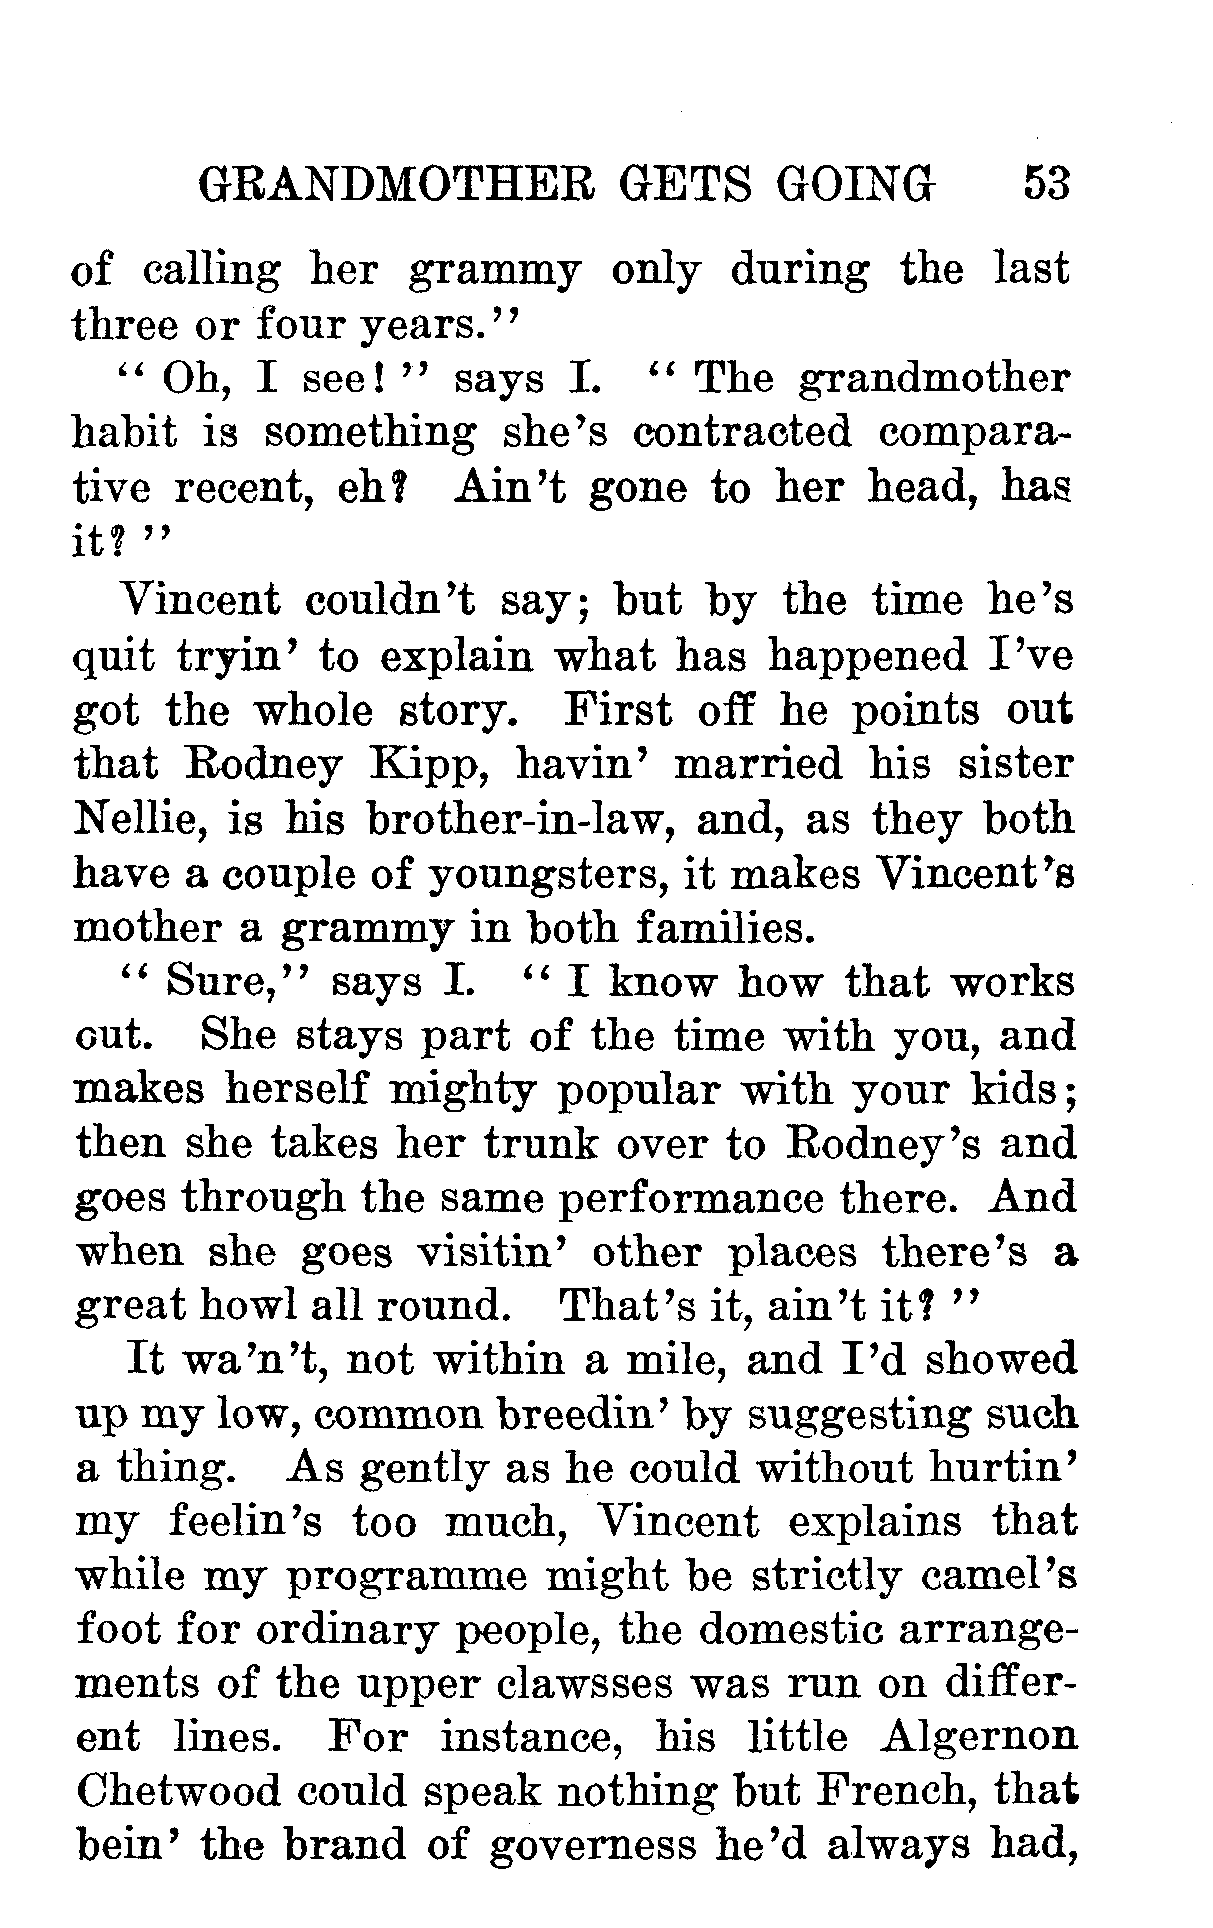 GRANDMOTHER GETS GOING 53
of calling her grammy only during the last
three or four years.''
“ Oh, I see! ” says I. “ The grandmother
habit is something she's contracted compara-
tive recent, eh? Ain't gone to her head, has
it? ”
Vincent couldn't say; but by the time he's
quit tryin' to explain what has happened I've
got the whole story. First off he points out
that Rodney Kipp, havin' married his sister
Nellie, is his brother-in-law, and, as they both
have a couple of youngsters, it makes Vincent's
mother a grammy in both families.
“ Sure,” says I. “ I know how that works
out. She stays part of the time with you, and
makes herself mighty popular with your kids;
then she takes her trunk over to Rodney's and
goes through the same performance there. And
when she goes visitin' other places there's a
great howl all round. That's it, ain't it? ”
It wa'n't, not within a mile, and I'd showed
up my low, common breedin' by suggesting such
a thing. As gently as he could without hurtin'
my feelin's too much, Vincent explains that
while my programme might be strictly camel's
foot for ordinary people, the domestic arrange-
ments of the upper clawsses was run on differ-
ent lines. For instance, his little Algernon
Chetwood could speak nothing but French, that
bein' the brand of governess he'd always had,